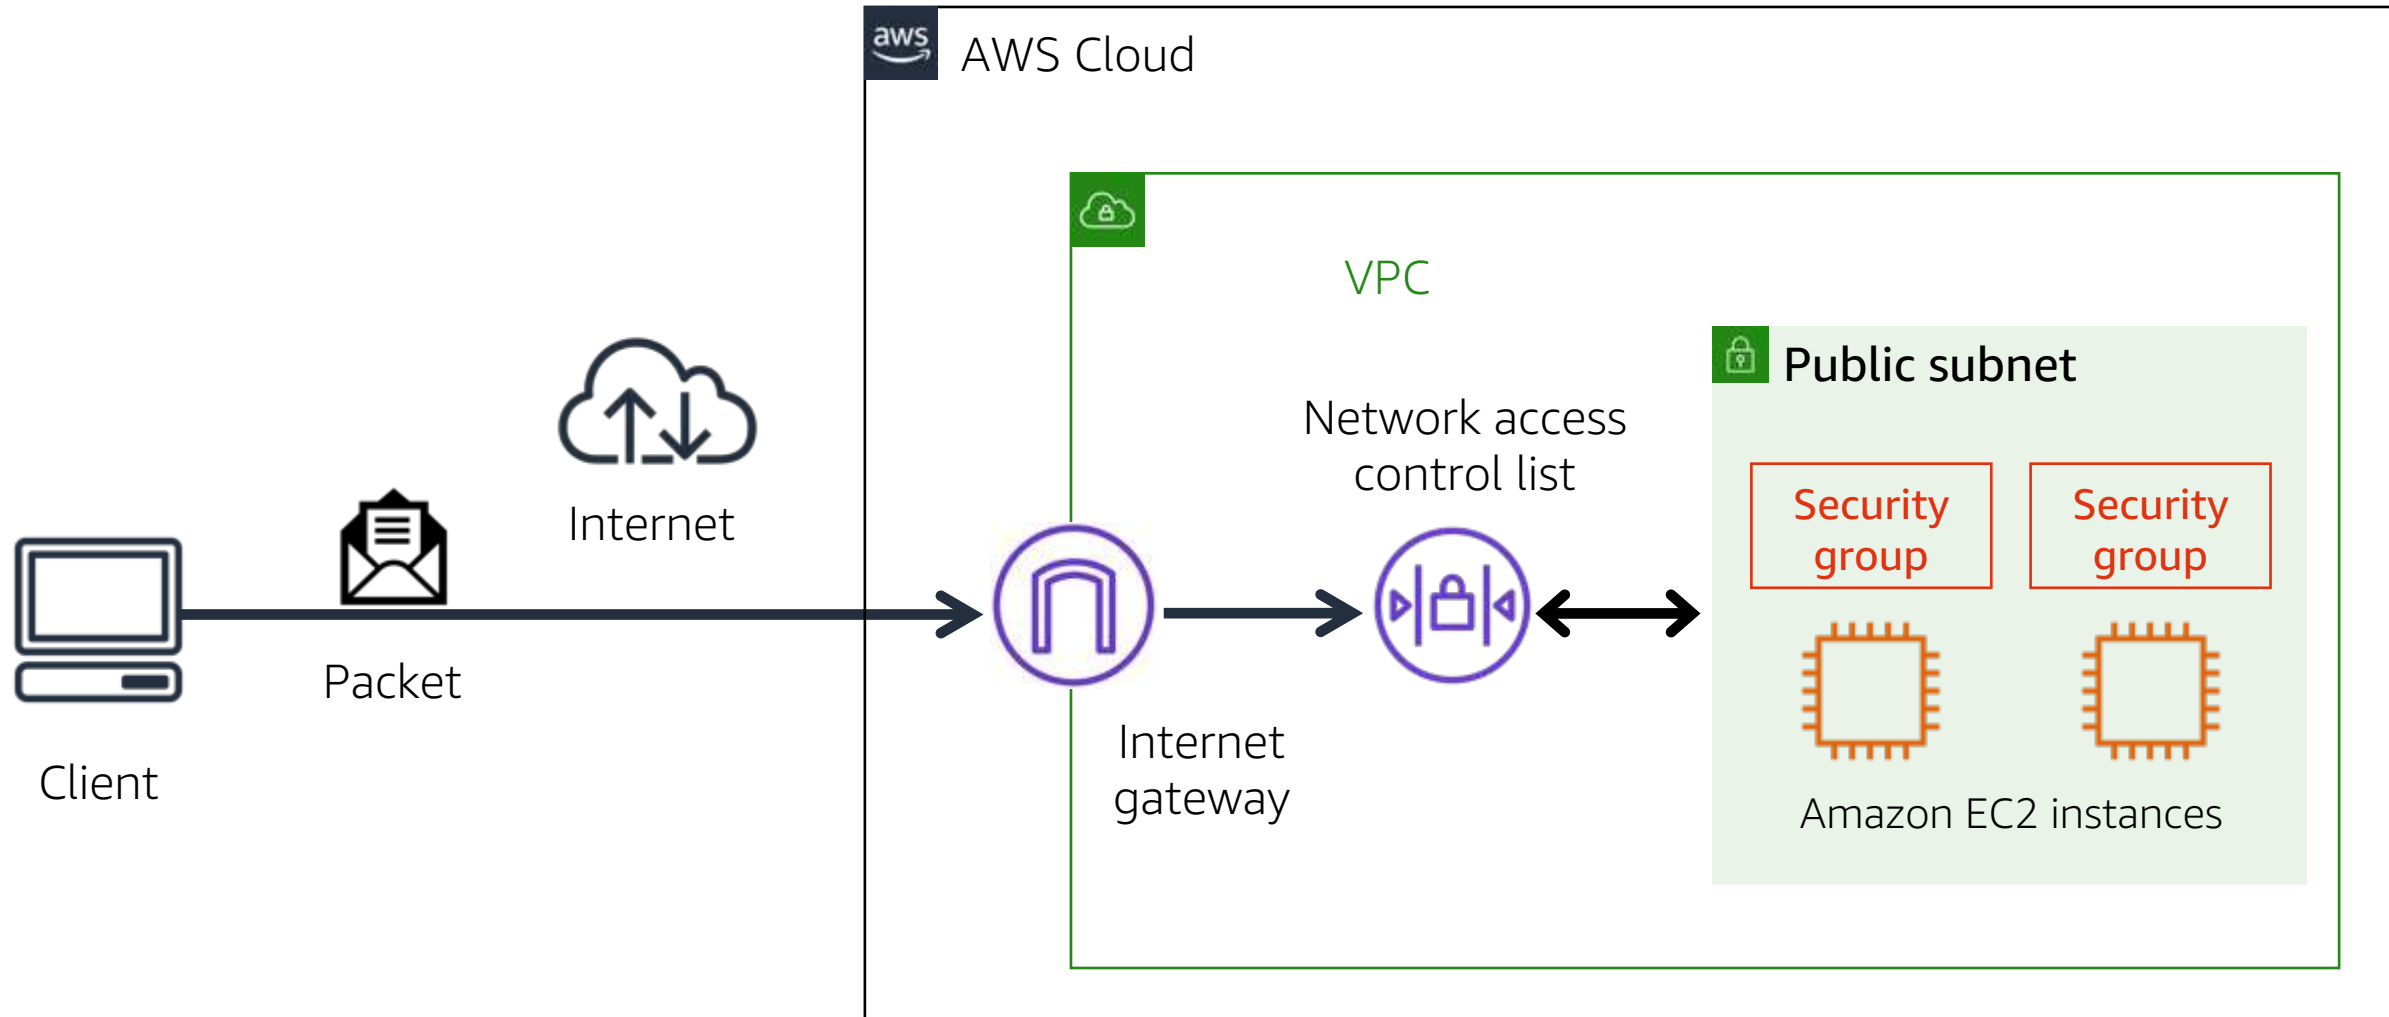 aws
AWS Cloud
VPC
Public subnet
Network access
control list
Security
group
Security
group
Internet
Packet
Client
Internet
gateway
Amazon EC2 instances